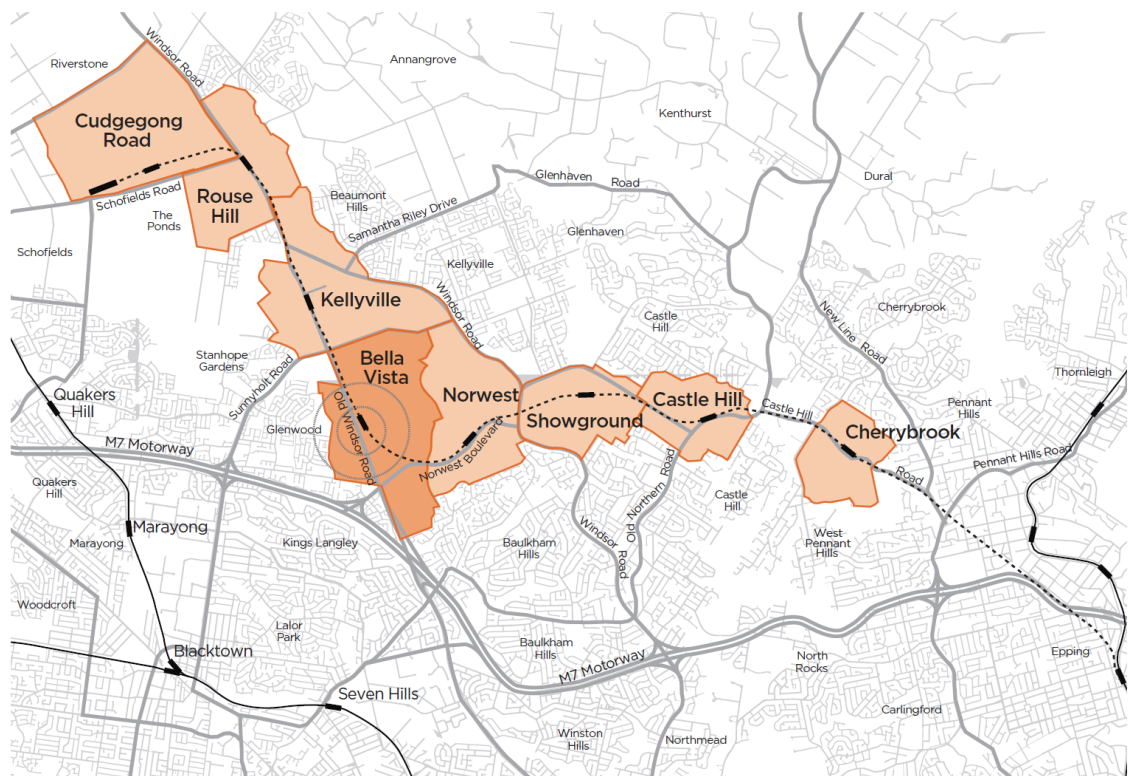 Riverstone
Windsor Road
Annangrove
Cudgegong
Road
Kenthurst
Schofields Road
Rouse
Hill
Beaumont
Hills
Glenhaven
Road
Dural
The
Ponds
Samantha Riley Drive
Glenhaven
Schofields
Kellyville
Kellyville
Windsor Road
Cherrybrook
Castle
Hill
New Line
Road
Stanhope
Gardens
Sunnyholt Road
Bella
Vista
Thornleigh
Quakers
Hill
Norwest
Castle Hill
Castle Hill
Pennant
Hills
Old Windsor Road
Showground
Glenwood
Cherrybrook
M7 Motorway
Norwest Boulevard
Pennant Hills Road
Road
Quakers
Hill
Old
Northern
Road
Castle
Hill
Marayong
Marayong
Kings Langley
Baulkham
Hills
Windsor
Road
West
Pennant
Hills
Woodcroft
Lalor
Park
Blacktown
Baulkham
Hills
M7 Motorway
North
Rocks
Epping
Seven Hills
Carlingford
Winston
Hills
Northmead